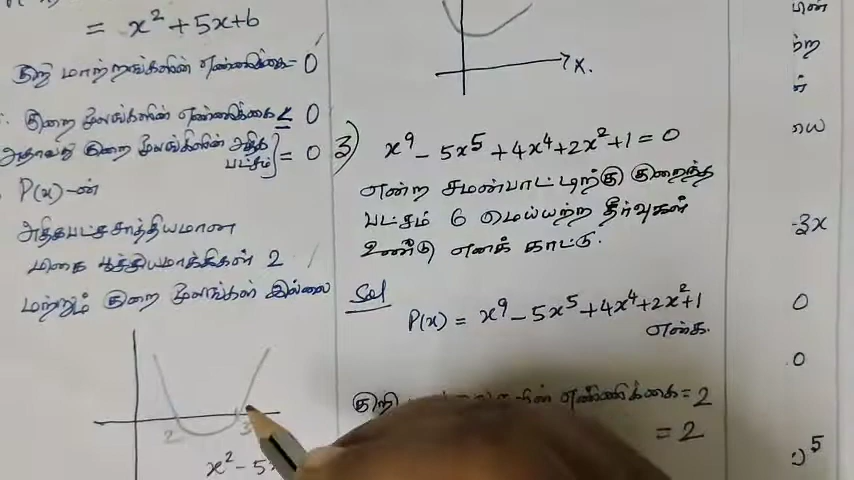 = x² + 5x + 6
குறி மாற்றங்களின் எண்ணிக்கை = 0
குறை மூலங்களின் எண்ணிக்கை ≤ 0
அதாவது குறை மூலங்களின் அதிக
பட்சம் = 0
P(x)-ன்
அதிகபட்ச சாத்தியமான
மிகை பூச்சியமாக்கிகள் 2
மற்றும் குறை மூலங்கள் இல்லை
2
3
x² - 5x
x.
3) x⁹ - 5x⁵ + 4x⁴ + 2x² + 1 = 0
என்ற சமன்பாட்டிற்கு குறைந்த
பட்சம் 6 மெய்யற்ற தீர்வுகள்
உண்டு எனக் காட்டு.
Sol
P(x) = x⁹ - 5x⁵ + 4x⁴ + 2x² + 1
என்க.
குறி எண்ணிக்கை = 2
= 2
-3x
0
0
5